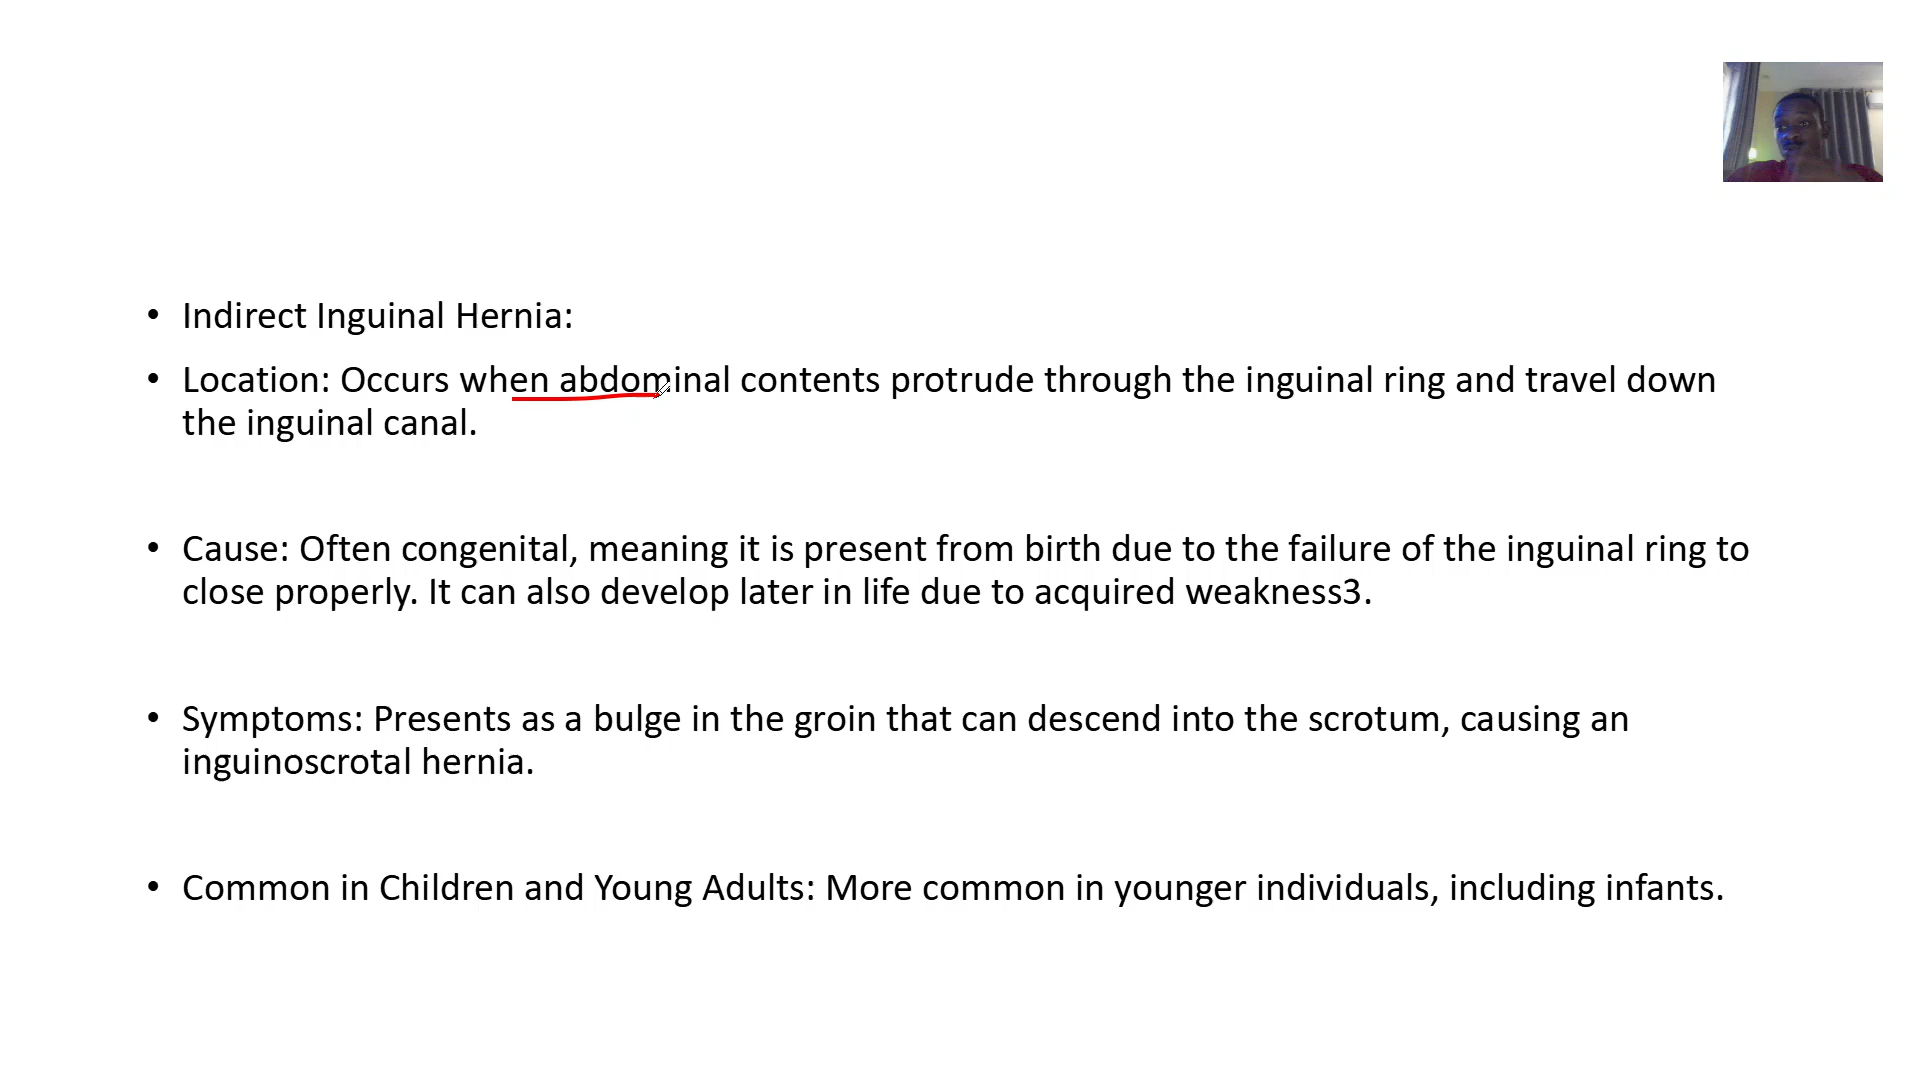 • Indirect Inguinal Hernia:
• Location: Occurs when abdominal contents protrude through the inguinal ring and travel down
the inguinal canal.
• Cause: Often congenital, meaning it is present from birth due to the failure of the inguinal ring to
close properly. It can also develop later in life due to acquired weakness3.
• Symptoms: Presents as a bulge in the groin that can descend into the scrotum, causing an
inguinoscrotal hernia.
• Common in Children and Young Adults: More common in younger individuals, including infants.